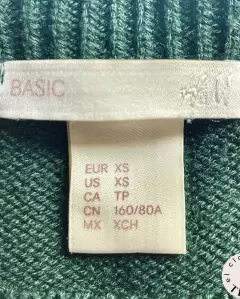 BASIC
EUR XS
US XS
CA TP
CN 160/80A
MX XCH